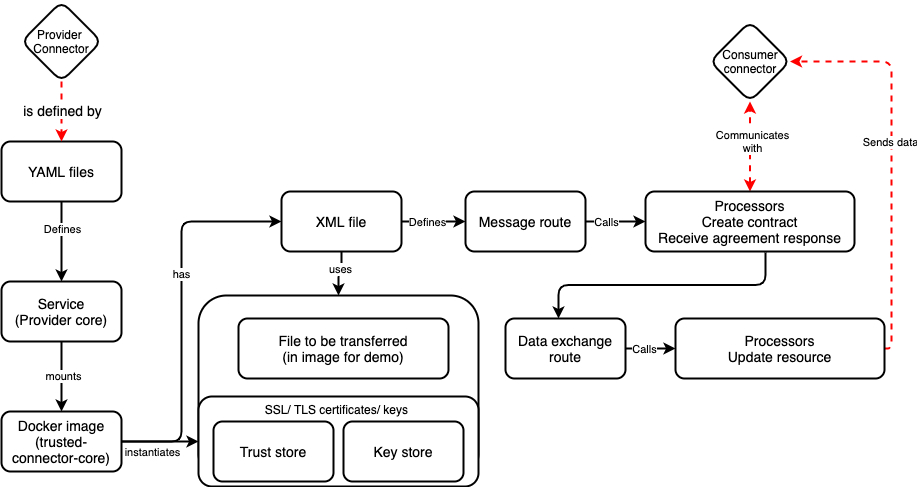 Provider
Connector
is defined by
YAML files
Defines
Service
(Provider core)
mounts
Docker image
(trusted-
connector-core)
instantiates
has
XML file
uses
File to be transferred
(in image for demo)
SSL/ TLS certificates/ keys
Trust store
Key store
Defines
Message route
Calls
Processors
Create contract
Receive agreement response
Communicates
with
Consumer
connector
Data exchange
route
Calls
Processors
Update resource
Sends data